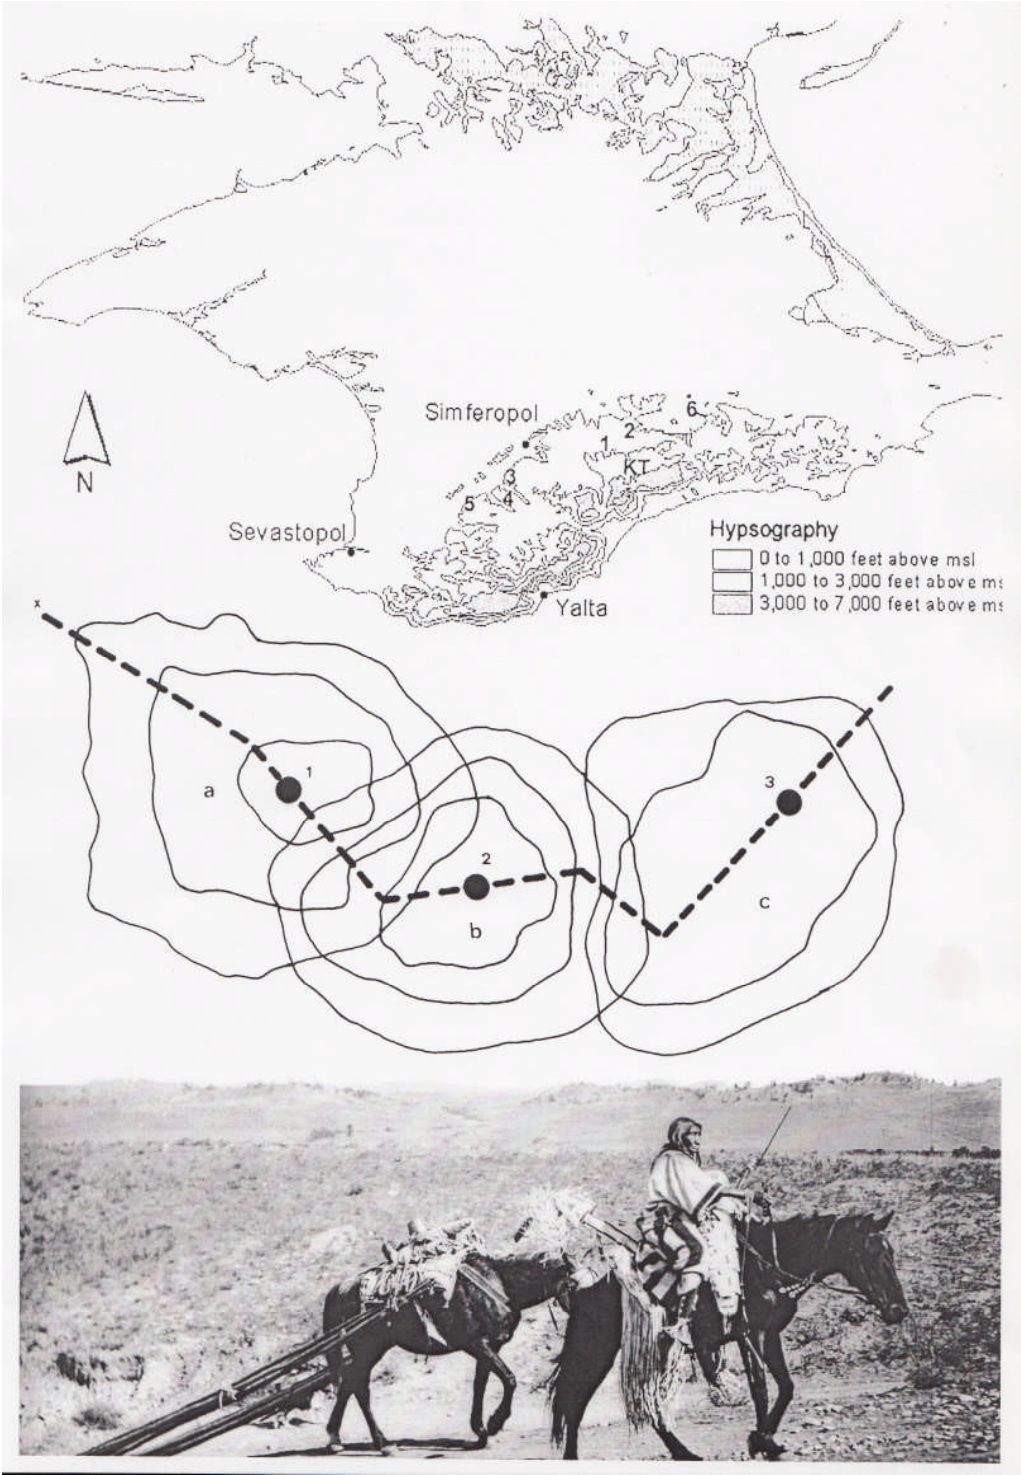 Simferopol
6
2
1
KT
3
4
5
N
Sevastopol
Hypsography
0 to 1,000 feet above msl
1,000 to 3,000 feet above ms
3,000 to 7,000 feet above ms
Yalta
x
1
a
3
2
c
b